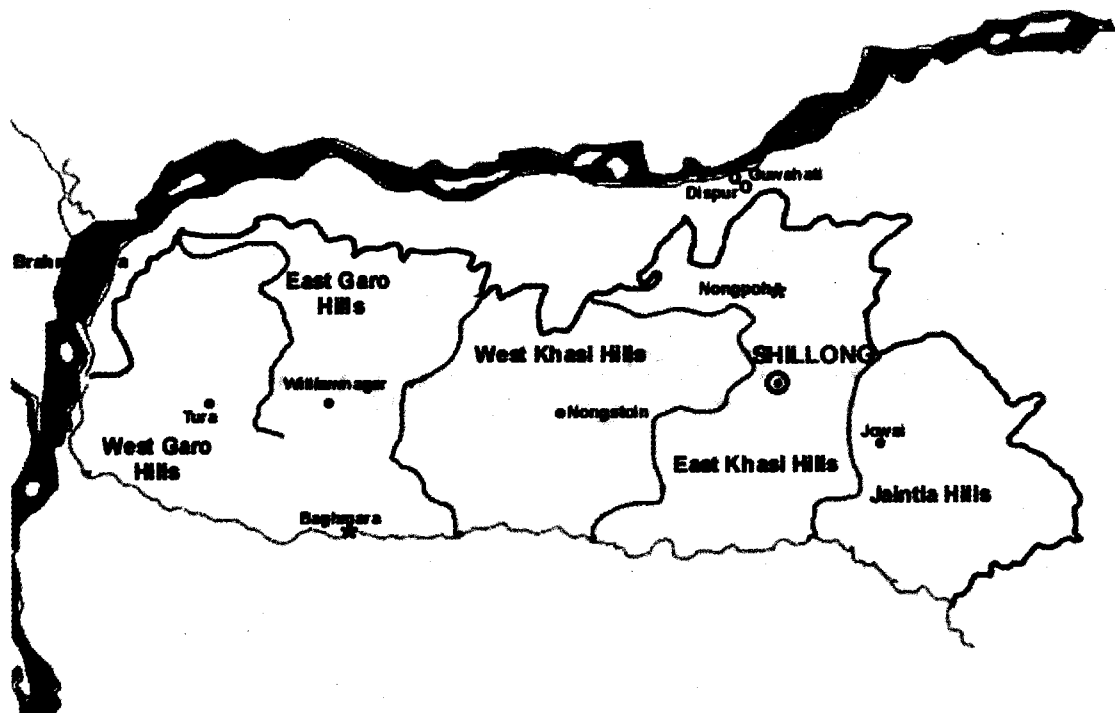 Guwahati
Dispur
East Garo
Hills
Nongpoh
West Khasi Hills
SHILLONG
Williamnagar
Tura
Nongstoin
Jowai
West Garo
Hills
East Khasi Hills
Jaintia Hills
Baghmara